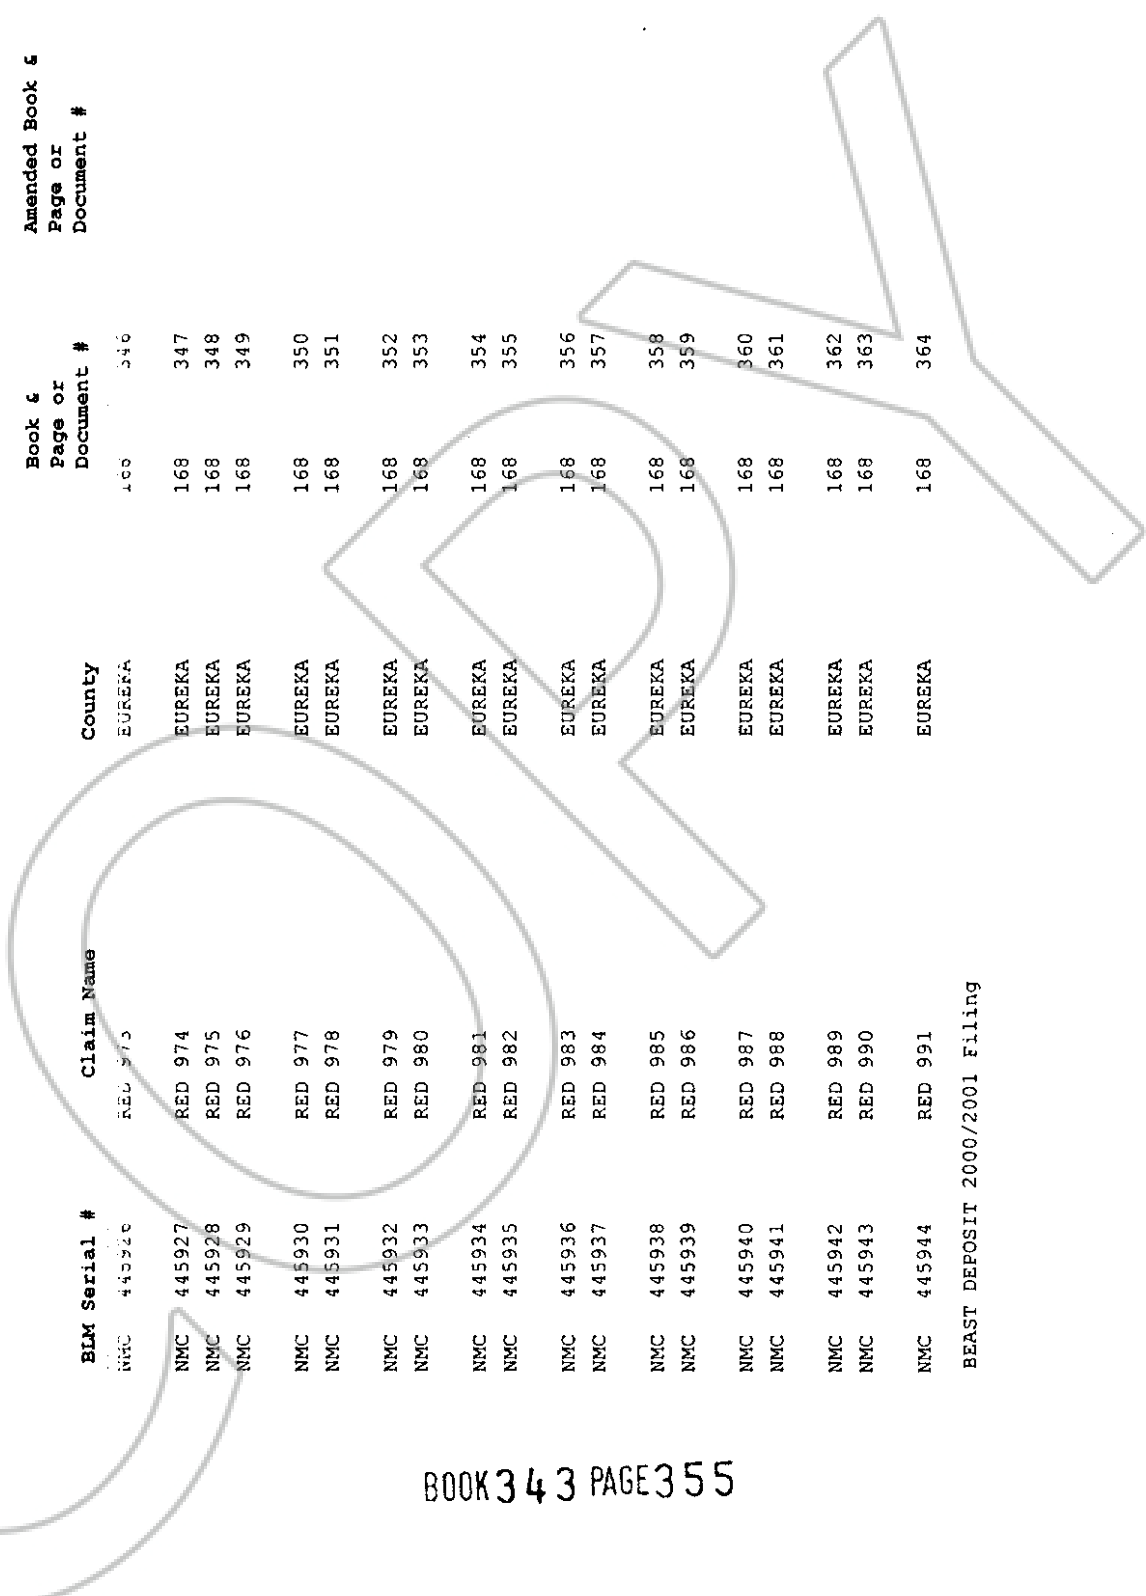 Book & Amended Book &
Page or Page or
BLM Serial # Claim Name County Document # Document #
NMC 445926 RED 973 EUREKA 168 346
NMC 445927 RED 974 EUREKA 168 347
NMC 445928 RED 975 EUREKA 168 348
NMC 445929 RED 976 EUREKA 168 349
NMC 445930 RED 977 EUREKA 168 350
NMC 445931 RED 978 EUREKA 168 351
NMC 445932 RED 979 EUREKA 168 352
NMC 445933 RED 980 EUREKA 168 353
NMC 445934 RED 981 EUREKA 168 354
NMC 445935 RED 982 EUREKA 168 355
NMC 445936 RED 983 EUREKA 168 356
NMC 445937 RED 984 EUREKA 168 357
NMC 445938 RED 985 EUREKA 168 358
NMC 445939 RED 986 EUREKA 168 359
NMC 445940 RED 987 EUREKA 168 360
NMC 445941 RED 988 EUREKA 168 361
NMC 445942 RED 989 EUREKA 168 362
NMC 445943 RED 990 EUREKA 168 363
NMC 445944 RED 991 EUREKA 168 364
BEAST DEPOSIT 2000/2001 Filing
BOOK 343 PAGE 355
COPY